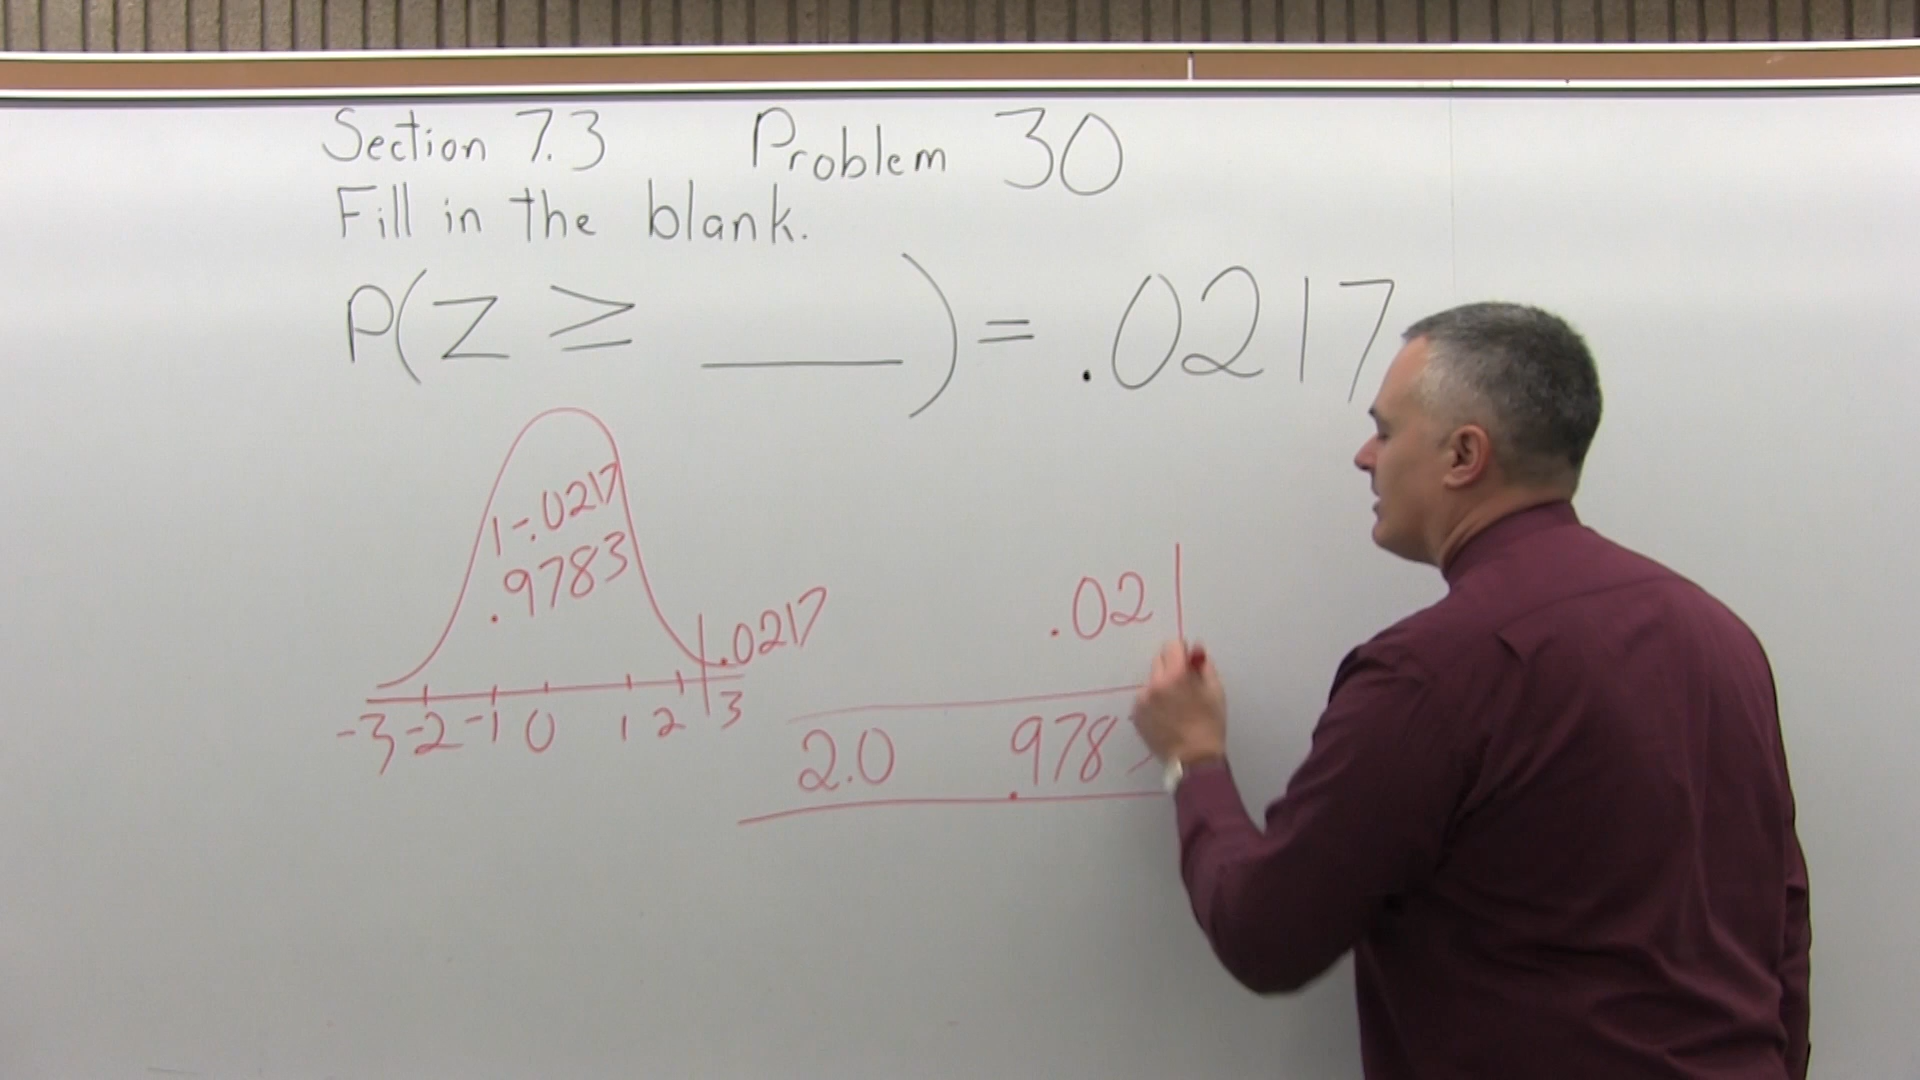 Section 7.3 Problem 30
Fill in the blank.
P(Z ≥ ____) = .0217
1-.0217
.9783
.0217
-3 -2 -1 0 1 2 3
.02
2.0 .978